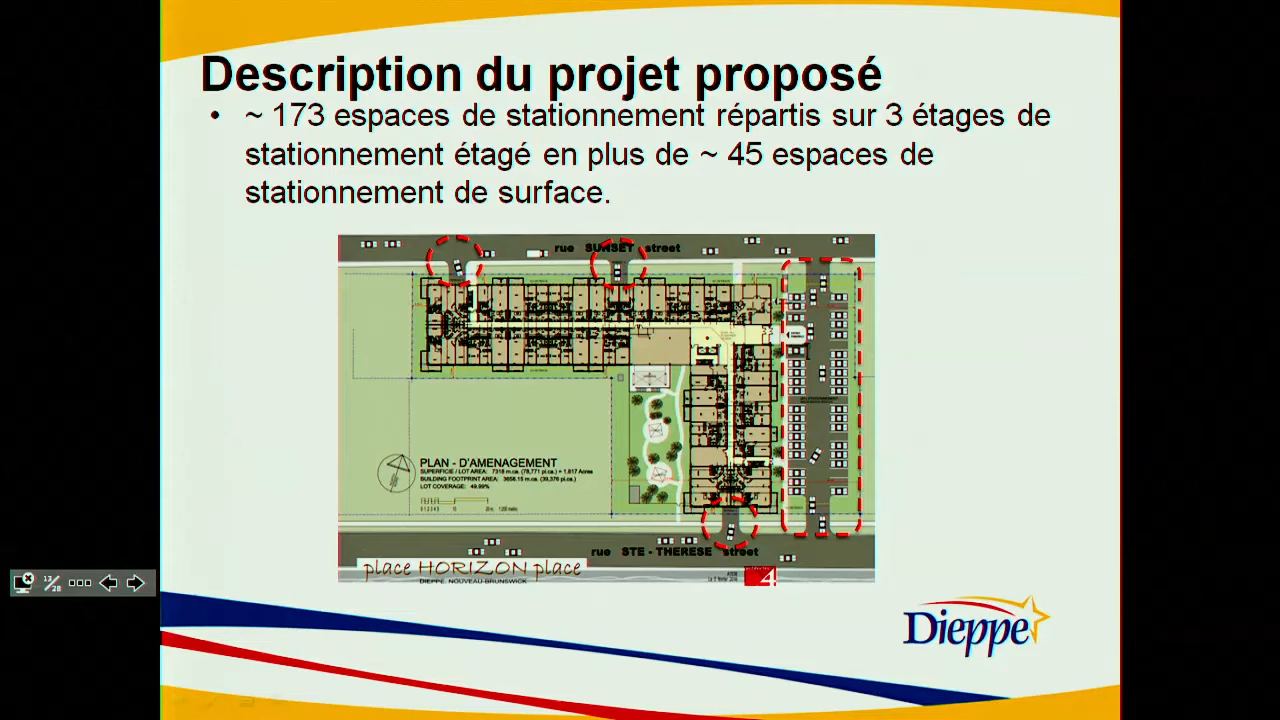 Description du projet proposé
• ~ 173 espaces de stationnement répartis sur 3 étages de
stationnement étagé en plus de ~ 45 espaces de
stationnement de surface.
rue SUNSET street
PLAN - D'AMENAGEMENT
SUPERFICIE / LOT AREA: 7318 m.ca. (78,771 pi.ca.) = 1.817 Acres
BUILDING FOOTPRINT AREA: 3658.15 m.ca. (39,376 pi.ca.)
LOT COVERAGE: 49.99%
rue STE - THERESE street
place HORIZON place
DIEPPE, NOUVEAU-BRUNSWICK
4
13/28
Dieppe